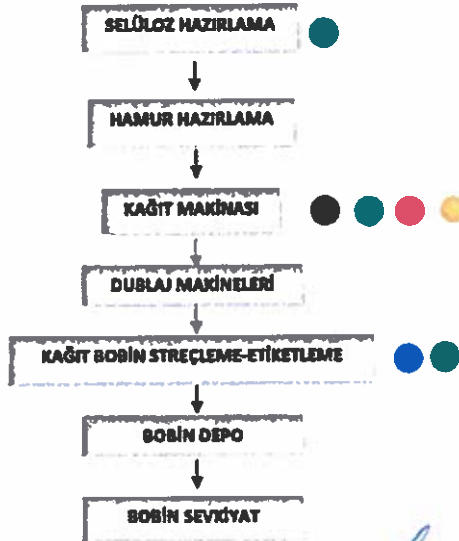 SELÜLOZ HAZIRLAMA
HAMUR HAZIRLAMA
KAĞIT MAKİNASI
DUBLAJ MAKİNELERİ
KAĞIT BOBİN STREÇLEME-ETİKETLEME
BOBİN DEPO
BOBİN SEVKİYAT